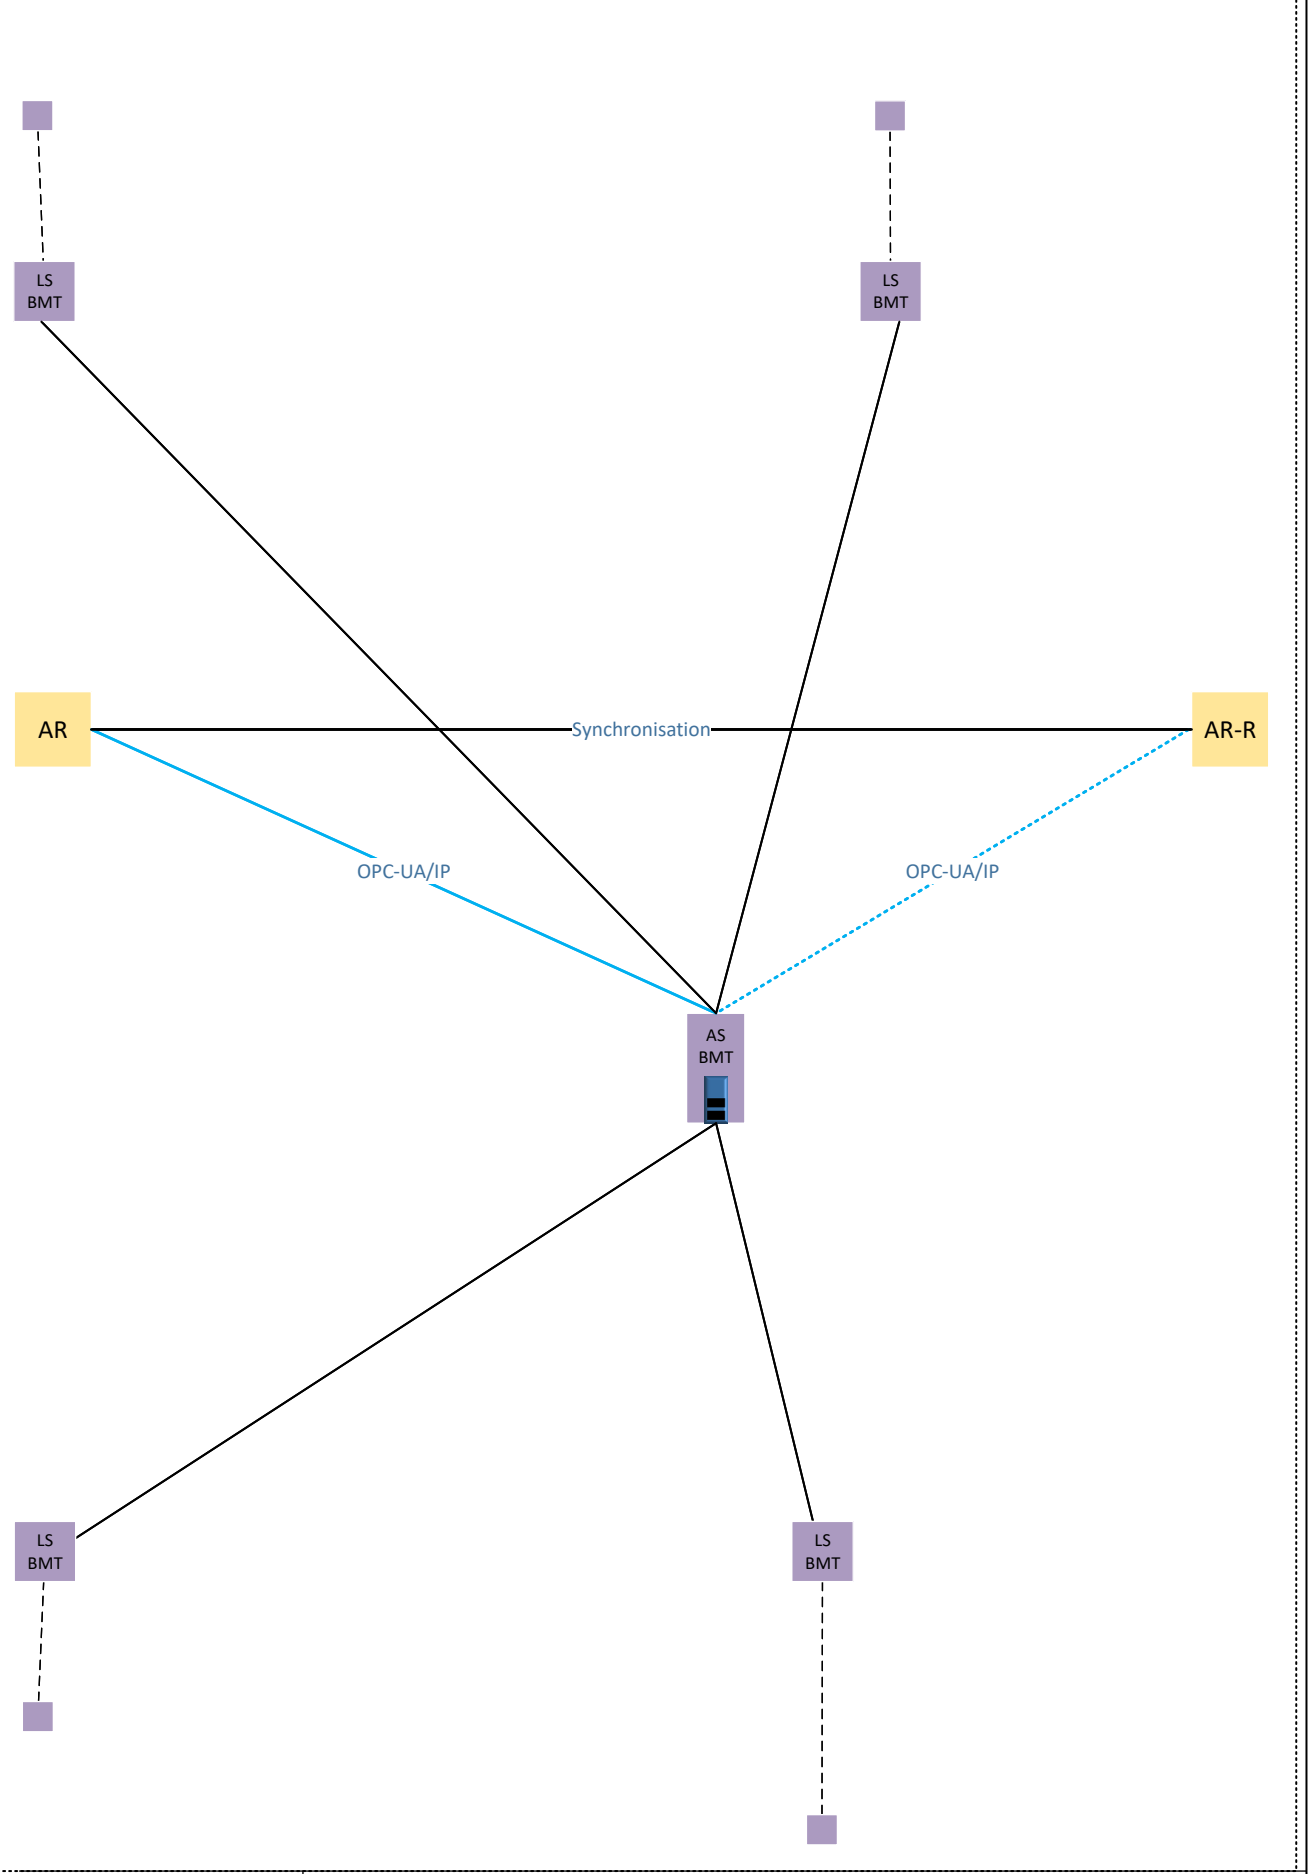 LS
BMT
LS
BMT
AR
Synchronisation
AR-R
OPC-UA/IP
OPC-UA/IP
AS
BMT
LS
BMT
LS
BMT